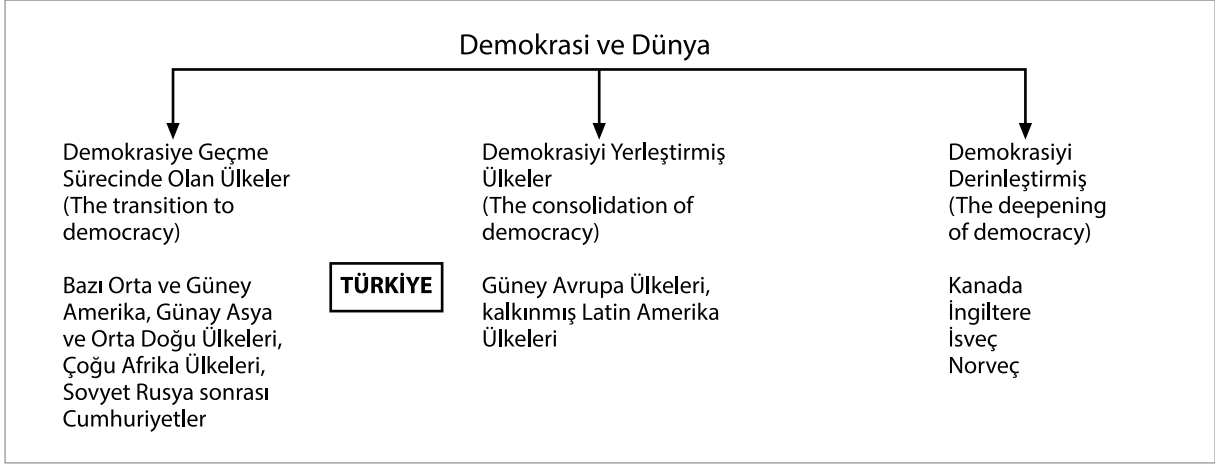 Demokrasi ve Dünya
Demokrasiye Geçme
Sürecinde Olan Ülkeler
(The transition to
democracy)
Bazı Orta ve Güney
Amerika, Günay Asya
ve Orta Doğu Ülkeleri,
Çoğu Afrika Ülkeleri,
Sovyet Rusya sonrası
Cumhuriyetler
TÜRKİYE
Demokrasiyi Yerleştirmiş
Ülkeler
(The consolidation of
democracy)
Güney Avrupa Ülkeleri,
kalkınmış Latin Amerika
Ülkeleri
Demokrasiyi
Derinleştirmiş
(The deepening
of democracy)
Kanada
İngiltere
İsveç
Norveç